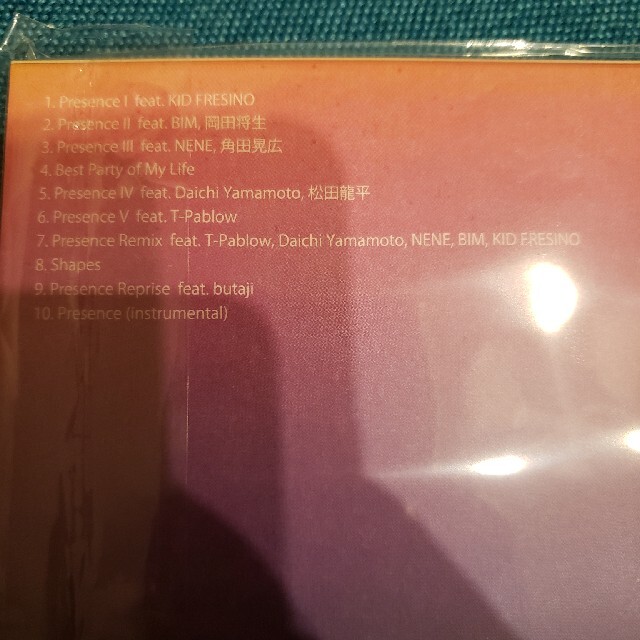 1. Presence I feat. KID FRESINO
2. Presence II feat. BIM, 岡田将生
3. Presence III feat. NENE, 角田晃広
4. Best Party of My Life
5. Presence IV feat. Daichi Yamamoto, 松田龍平
6. Presence V feat. T-Pablow
7. Presence Remix feat. T-Pablow, Daichi Yamamoto, NENE, BIM, KID FRESINO
8. Shapes
9. Presence Reprise feat. butaji
10. Presence (instrumental)